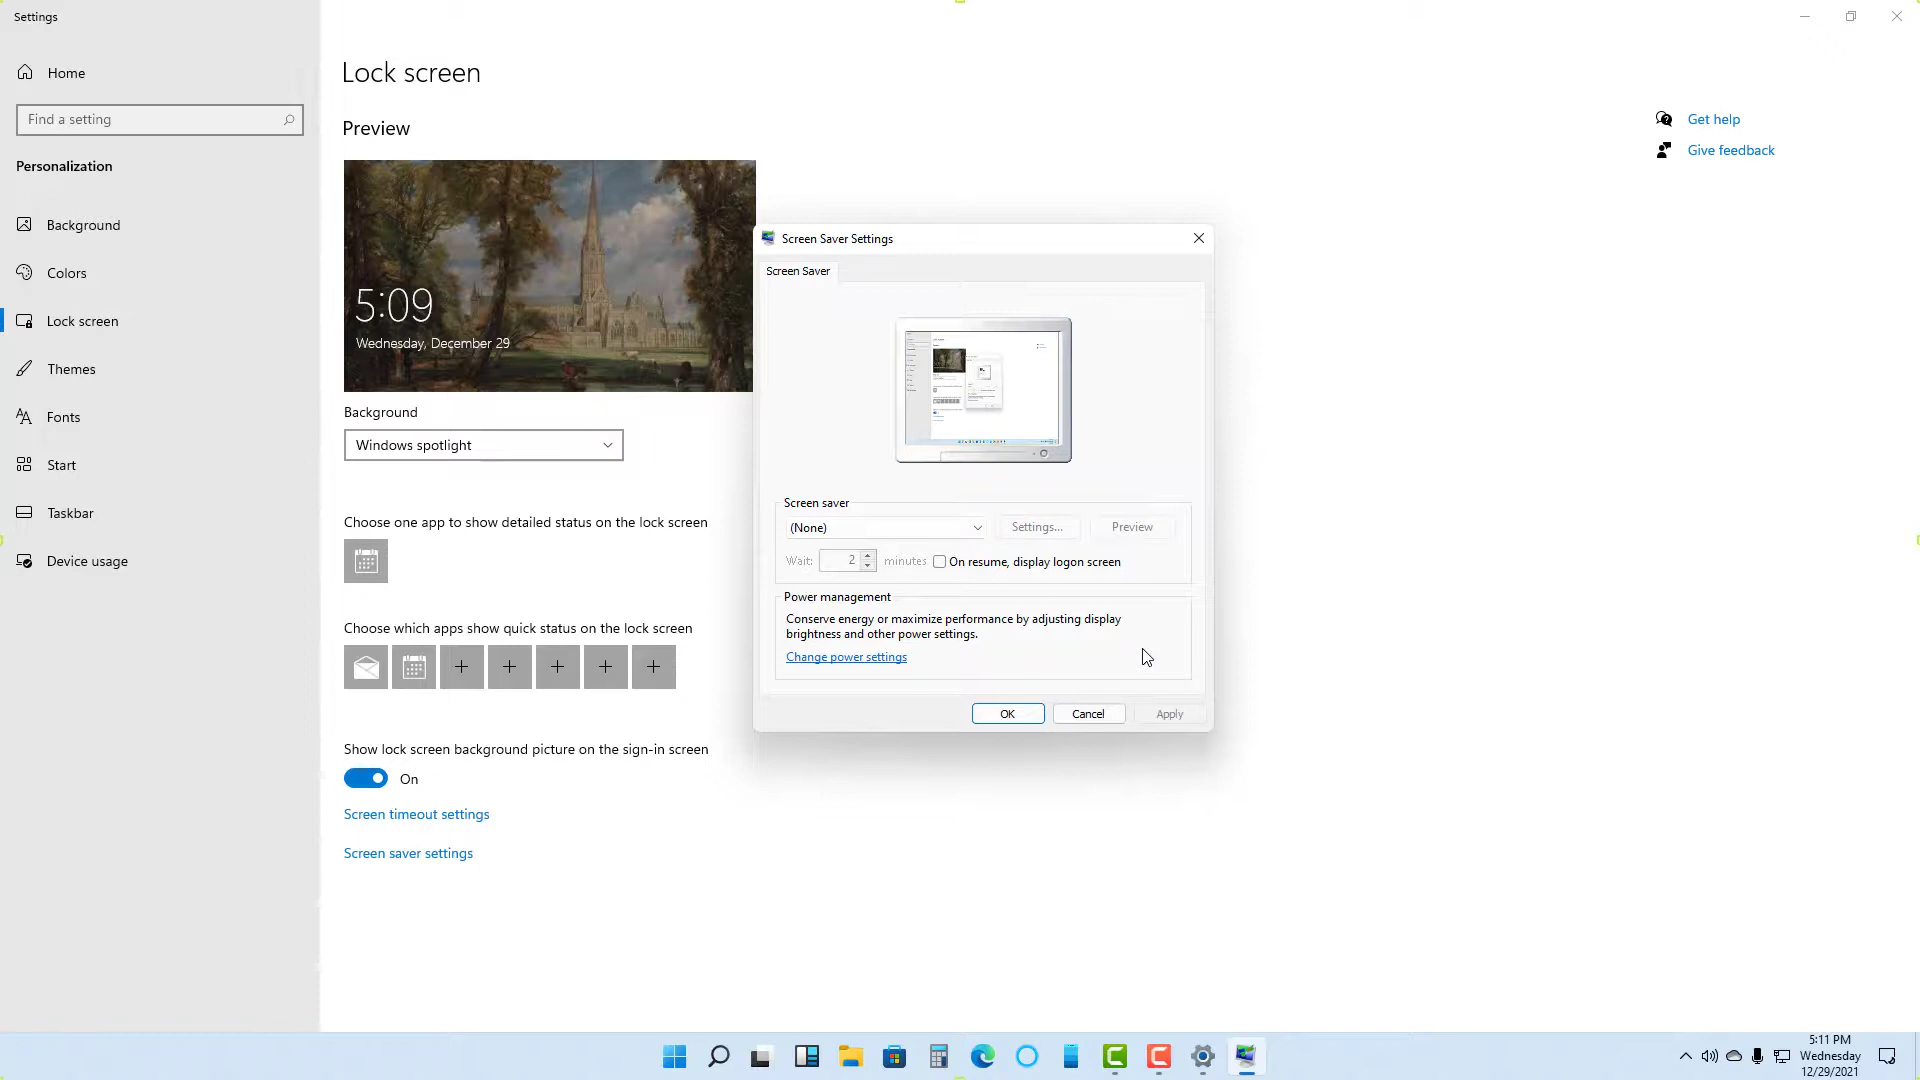 Settings
Home
Find a setting
Personalization
Background
Colors
Lock screen
Themes
Fonts
Start
Taskbar
Device usage
Lock screen
Preview
5:09
Wednesday, December 29
Background
Windows spotlight
Choose one app to show detailed status on the lock screen
Choose which apps show quick status on the lock screen
Show lock screen background picture on the sign-in screen
On
Screen timeout settings
Screen saver settings
Get help
Give feedback
Screen Saver Settings
Screen Saver
Screen saver
(None)
Settings...
Preview
Wait:
2
minutes
On resume, display logon screen
Power management
Conserve energy or maximize performance by adjusting display
brightness and other power settings.
Change power settings
OK
Cancel
Apply
5:11 PM
Wednesday
12/29/2021